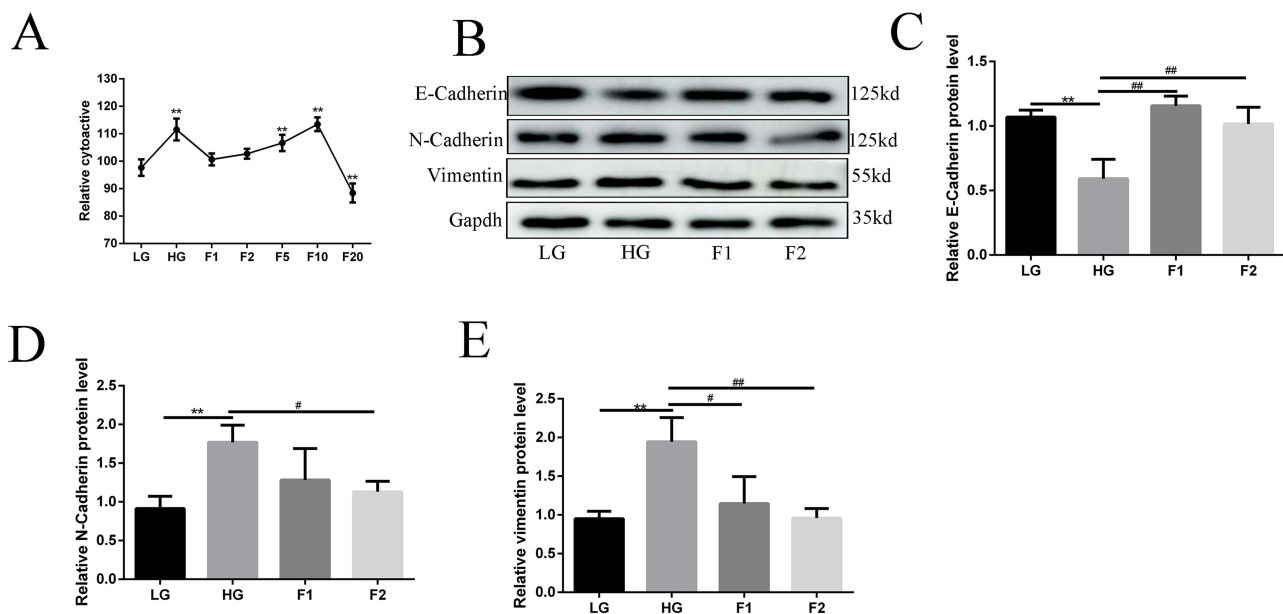 A
Relative cytoactive
130
120
110
100
90
80
70
**
**
**
**
LG HG F1 F2 F5 F10 F20
B
E-Cadherin 125kd
N-Cadherin 125kd
Vimentin 55kd
Gapdh 35kd
LG HG F1 F2
C
Relative E-Cadherin protein level
1.5
1.0
0.5
0.0
##
##
**
LG HG F1 F2
D
Relative N-Cadherin protein level
2.5
2.0
1.5
1.0
0.5
0.0
** #
LG HG F1 F2
E
Relative vimentin protein level
2.5
2.0
1.5
1.0
0.5
0.0
##
** #
LG HG F1 F2